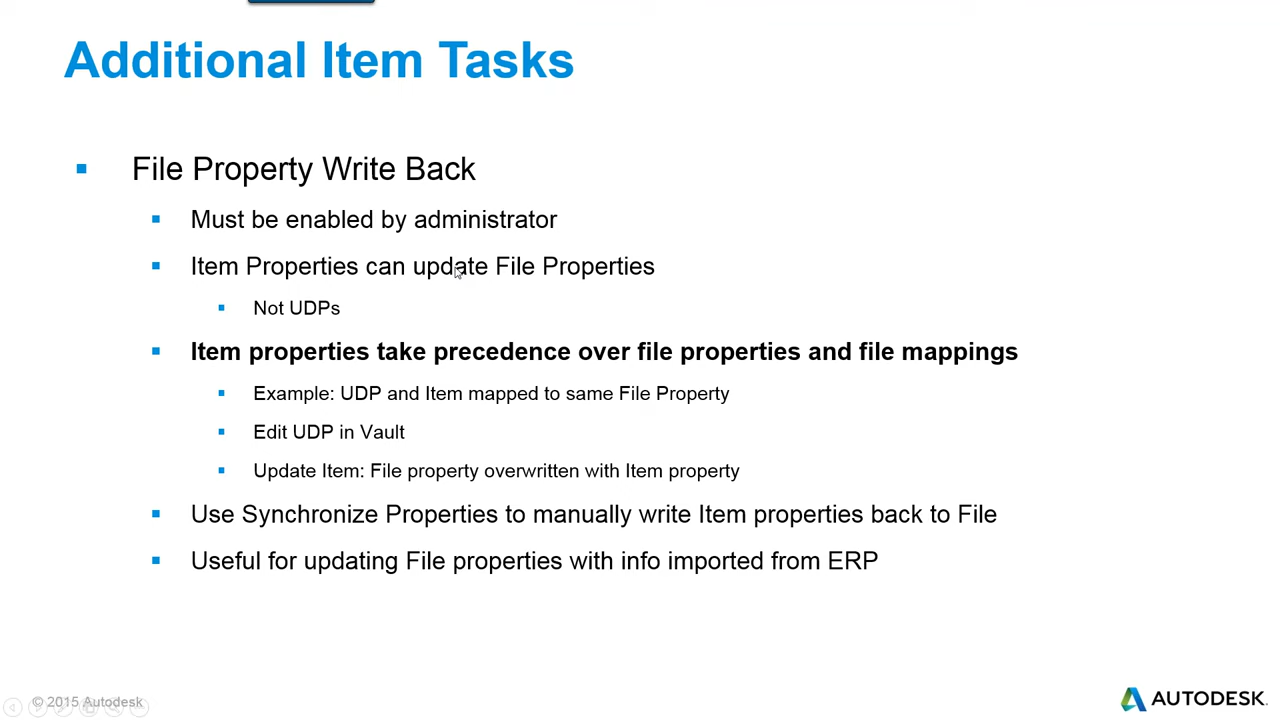 Additional Item Tasks
File Property Write Back
Must be enabled by administrator
Item Properties can update File Properties
Not UDPs
Item properties take precedence over file properties and file mappings
Example: UDP and Item mapped to same File Property
Edit UDP in Vault
Update Item: File property overwritten with Item property
Use Synchronize Properties to manually write Item properties back to File
Useful for updating File properties with info imported from ERP
© 2015 Autodesk
AUTODESK.